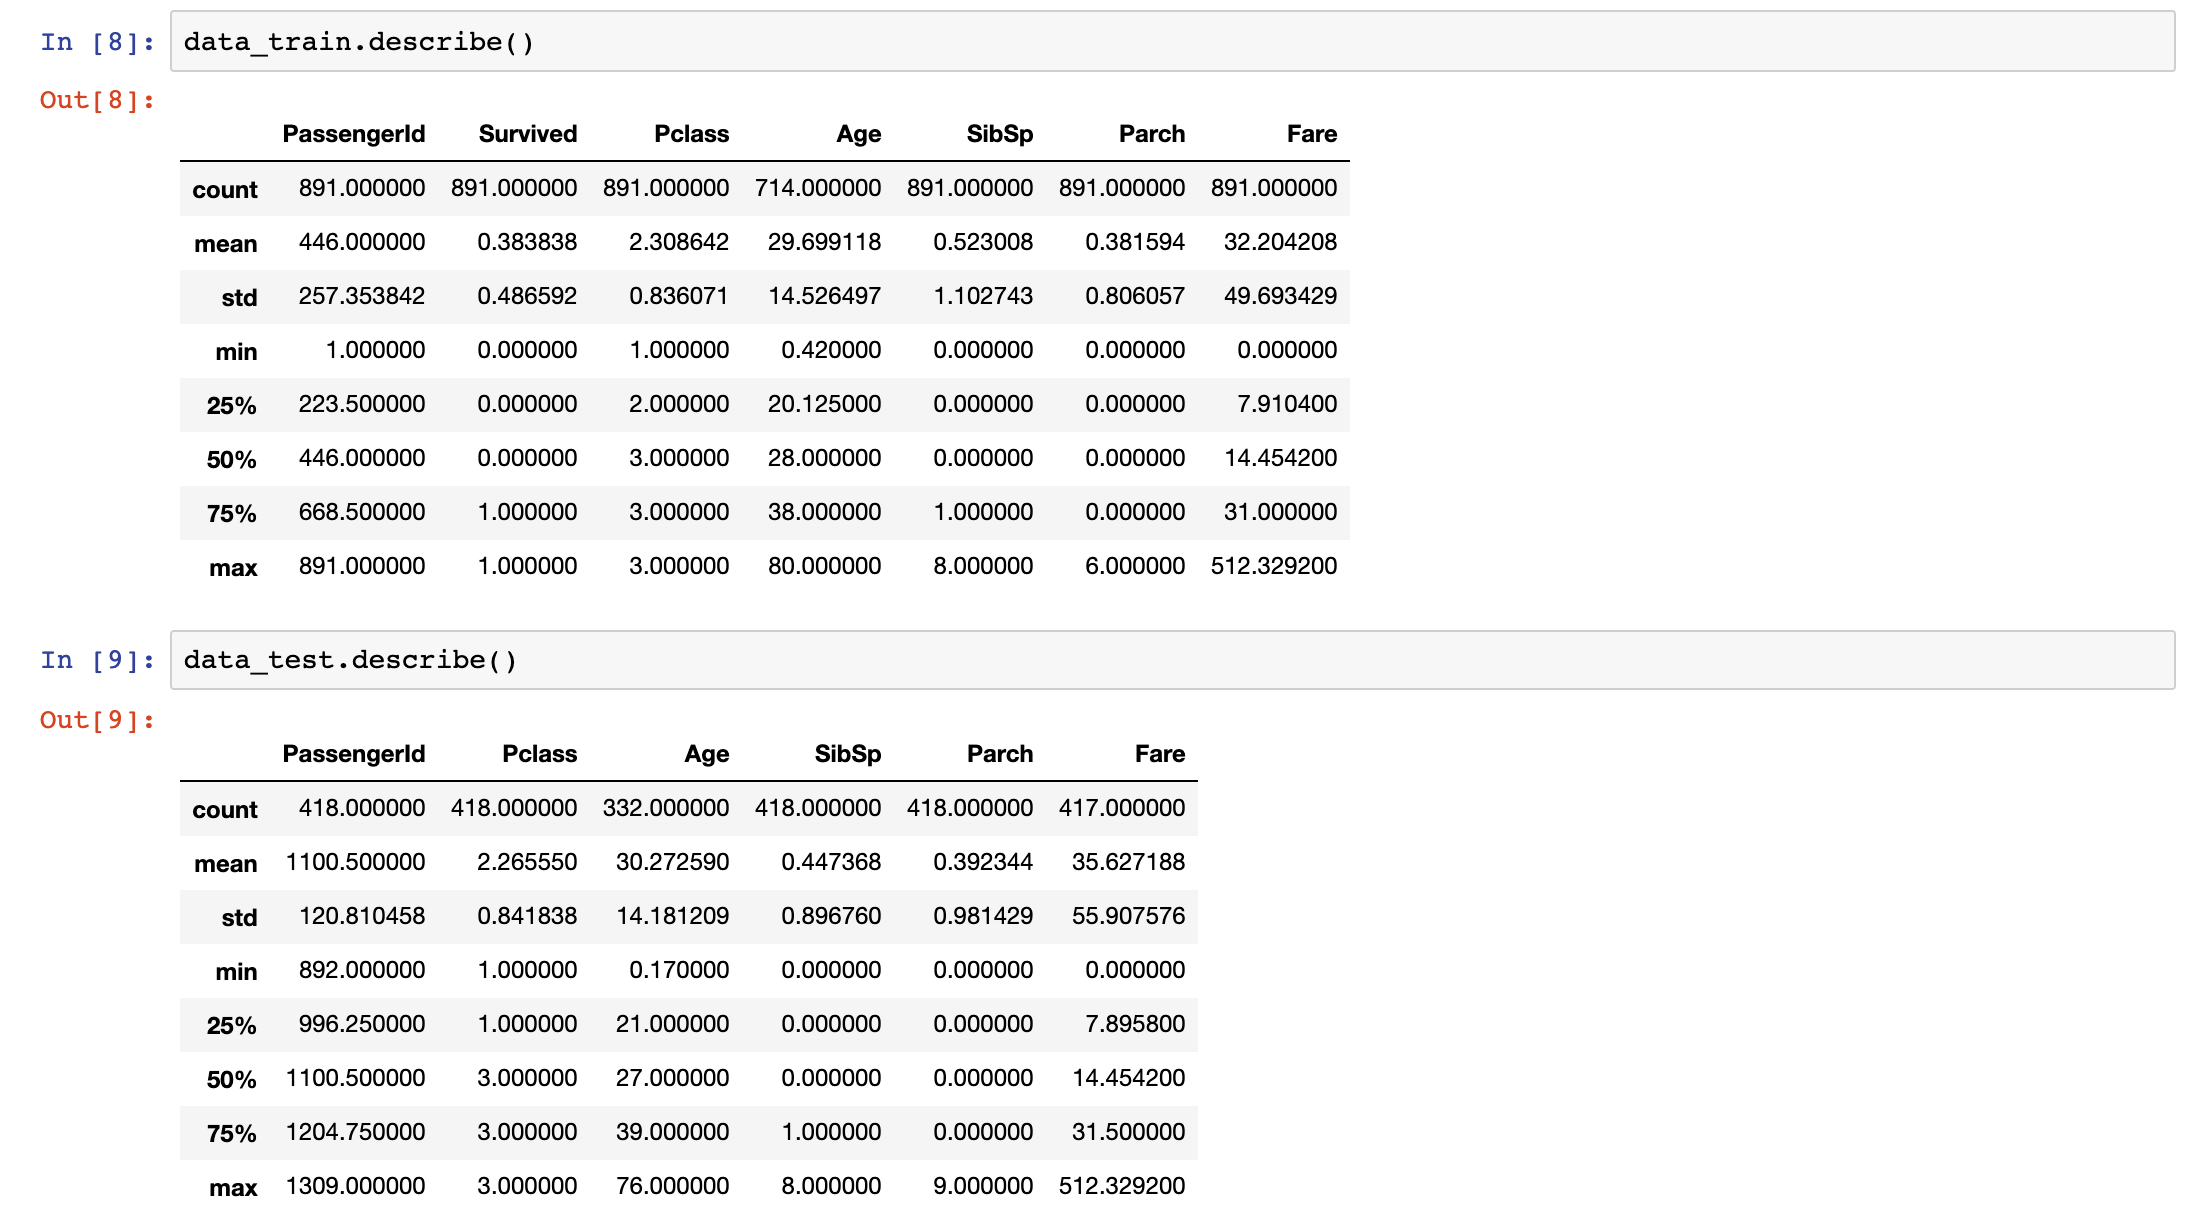 In [8]: data_train.describe()
Out[8]:
PassengerId Survived Pclass Age SibSp Parch Fare
count 891.000000 891.000000 891.000000 714.000000 891.000000 891.000000 891.000000
mean 446.000000 0.383838 2.308642 29.699118 0.523008 0.381594 32.204208
std 257.353842 0.486592 0.836071 14.526497 1.102743 0.806057 49.693429
min 1.000000 0.000000 1.000000 0.420000 0.000000 0.000000 0.000000
25% 223.500000 0.000000 2.000000 20.125000 0.000000 0.000000 7.910400
50% 446.000000 0.000000 3.000000 28.000000 0.000000 0.000000 14.454200
75% 668.500000 1.000000 3.000000 38.000000 1.000000 0.000000 31.000000
max 891.000000 1.000000 3.000000 80.000000 8.000000 6.000000 512.329200
In [9]: data_test.describe()
Out[9]:
PassengerId Pclass Age SibSp Parch Fare
count 418.000000 418.000000 332.000000 418.000000 418.000000 417.000000
mean 1100.500000 2.265550 30.272590 0.447368 0.392344 35.627188
std 120.810458 0.841838 14.181209 0.896760 0.981429 55.907576
min 892.000000 1.000000 0.170000 0.000000 0.000000 0.000000
25% 996.250000 1.000000 21.000000 0.000000 0.000000 7.895800
50% 1100.500000 3.000000 27.000000 0.000000 0.000000 14.454200
75% 1204.750000 3.000000 39.000000 1.000000 0.000000 31.500000
max 1309.000000 3.000000 76.000000 8.000000 9.000000 512.329200